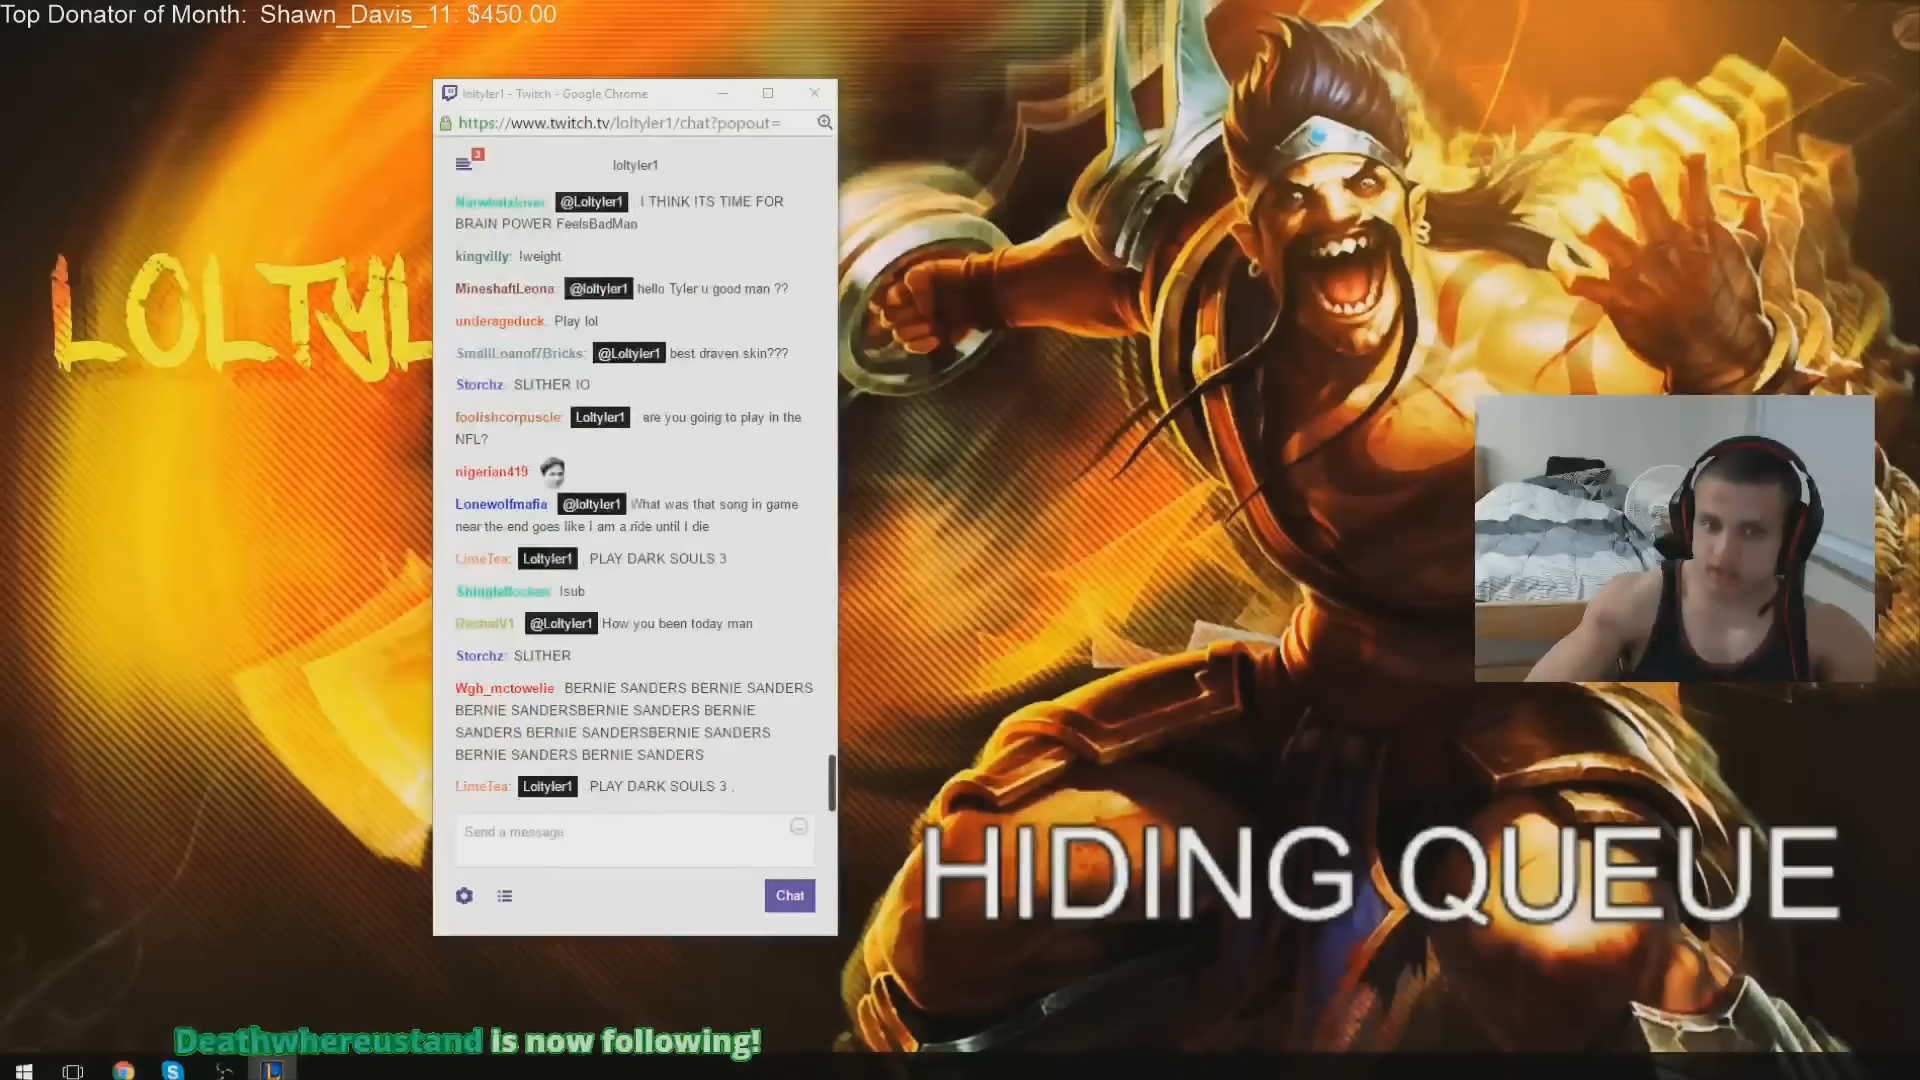 Top Donator of Month: Shawn_Davis_11: $450.00
loltyler1 - Twitch - Google Chrome
https://www.twitch.tv/loltyler1/chat?popout=
3
loltyler1
Narwhalslover: @Loltyler1 I THINK ITS TIME FOR
BRAIN POWER FeelsBadMan
kingvilly: !weight
MineshaftLeona: @loltyler1 hello Tyler u good man ??
underageduck: Play lol
SmallLoanof7Bricks: @Loltyler1 best draven skin???
Storchz: SLITHER IO
foolishcorpuscle: Loltyler1 are you going to play in the
NFL?
nigerian419:
Lonewolfmafia: @loltyler1 What was that song in game
near the end goes like I am a ride until I die
LimeTea: Loltyler1 , PLAY DARK SOULS 3
!sub
@Loltyler1 How you been today man
Storchz: SLITHER
Wgh_mctowelie: BERNIE SANDERS BERNIE SANDERS
BERNIE SANDERSBERNIE SANDERS BERNIE
SANDERS BERNIE SANDERSBERNIE SANDERS
BERNIE SANDERS BERNIE SANDERS
LimeTea: Loltyler1 , PLAY DARK SOULS 3 .
Send a message
Chat
LOLTYL
HIDING QUEUE
Deathwhereustand is now following!